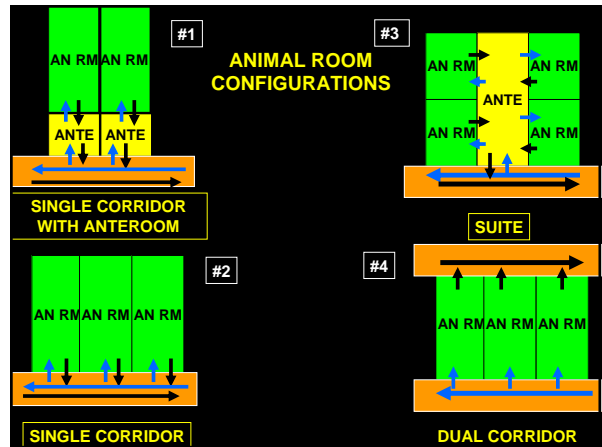 #1
AN RM AN RM
ANTE ANTE
SINGLE CORRIDOR
WITH ANTEROOM
ANIMAL ROOM
CONFIGURATIONS
#3
AN RM AN RM
ANTE
AN RM AN RM
SUITE
#2
AN RM AN RM AN RM
SINGLE CORRIDOR
#4
AN RM AN RM AN RM
DUAL CORRIDOR